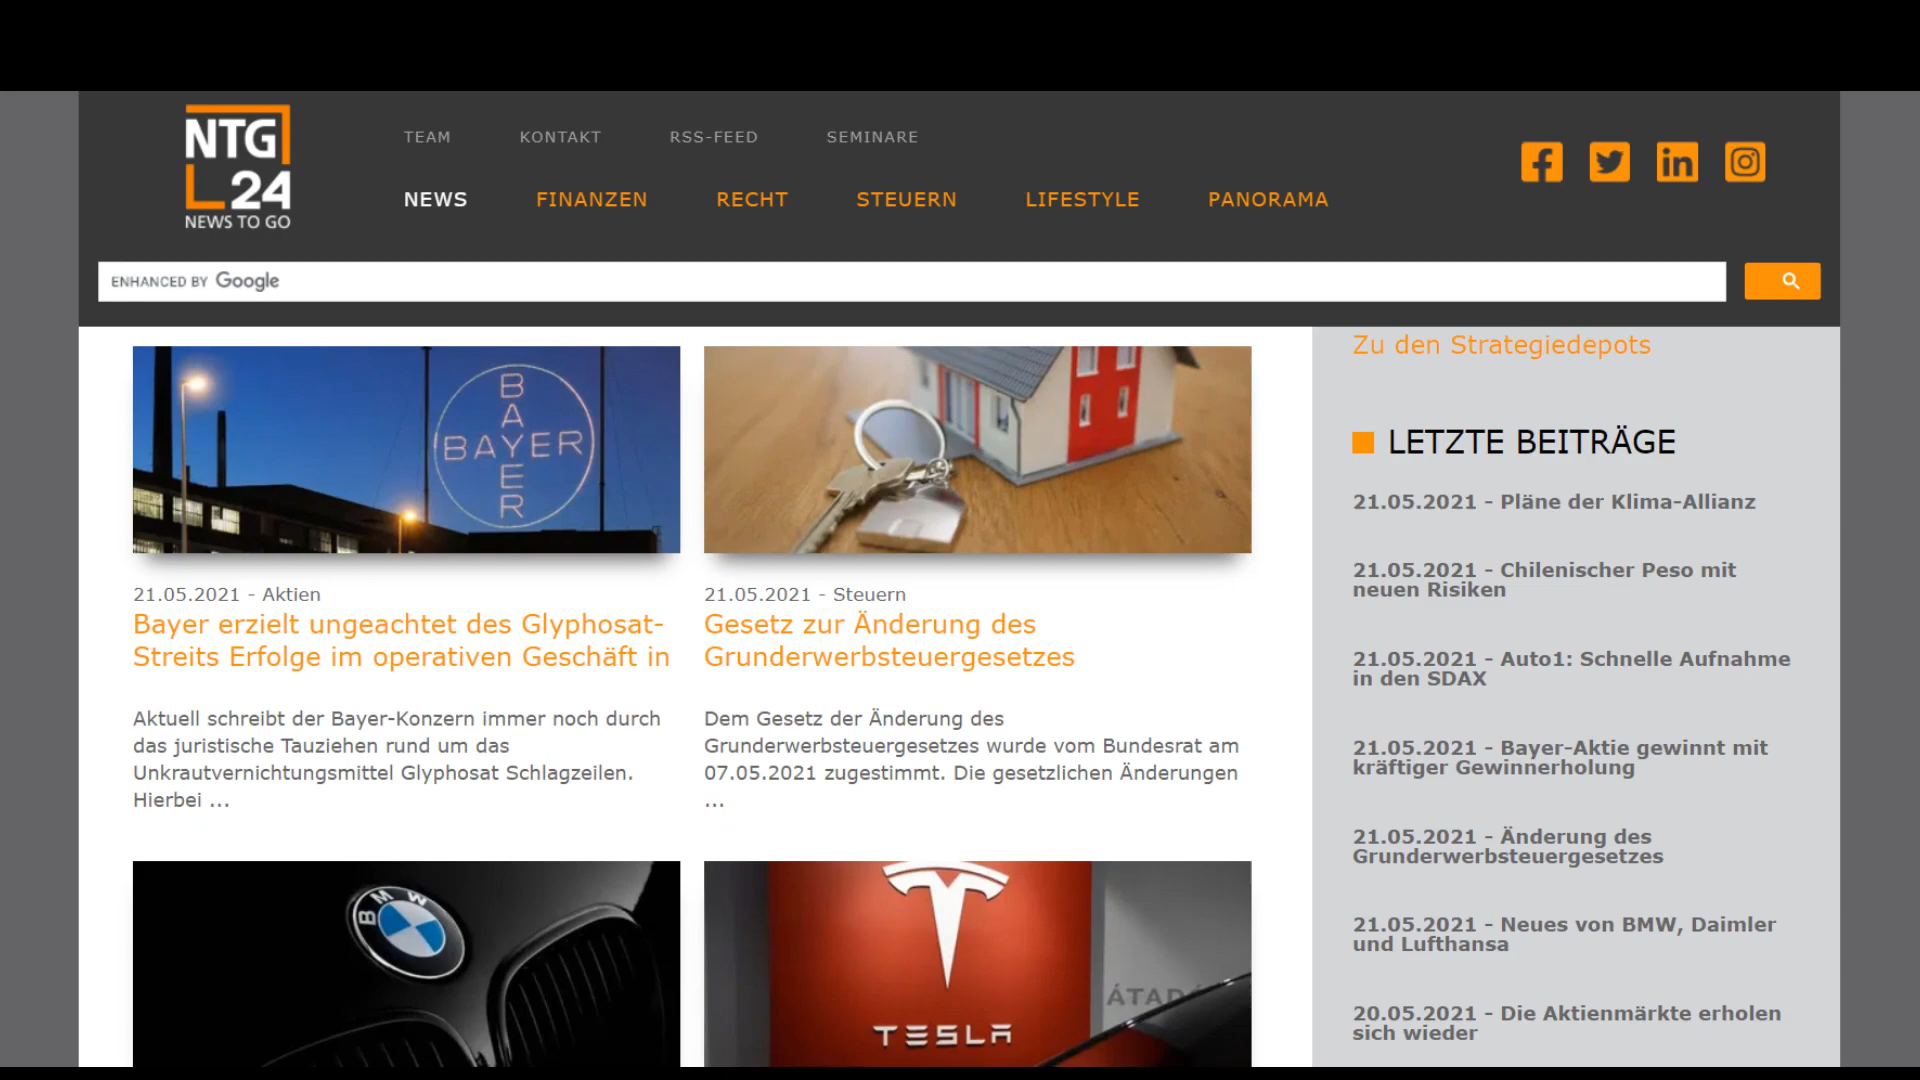 NTG
24
NEWS TO GO
TEAM
KONTAKT
RSS-FEED
SEMINARE
NEWS
FINANZEN
RECHT
STEUERN
LIFESTYLE
PANORAMA
ENHANCED BY Google
BAYER
BAYER
21.05.2021 - Aktien
Bayer erzielt ungeachtet des Glyphosat-
Streits Erfolge im operativen Geschäft in
Aktuell schreibt der Bayer-Konzern immer noch durch
das juristische Tauziehen rund um das
Unkrautvernichtungsmittel Glyphosat Schlagzeilen.
Hierbei ...
21.05.2021 - Steuern
Gesetz zur Änderung des
Grunderwerbsteuergesetzes
Dem Gesetz der Änderung des
Grunderwerbsteuergesetzes wurde vom Bundesrat am
07.05.2021 zugestimmt. Die gesetzlichen Änderungen
...
BMW
TESLA
Zu den Strategiedepots
LETZTE BEITRÄGE
21.05.2021 - Pläne der Klima-Allianz
21.05.2021 - Chilenischer Peso mit
neuen Risiken
21.05.2021 - Auto1: Schnelle Aufnahme
in den SDAX
21.05.2021 - Bayer-Aktie gewinnt mit
kräftiger Gewinnerholung
21.05.2021 - Änderung des
Grunderwerbsteuergesetzes
21.05.2021 - Neues von BMW, Daimler
und Lufthansa
20.05.2021 - Die Aktienmärkte erholen
sich wieder